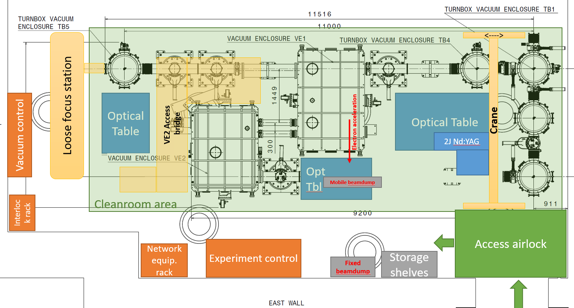 11516
TURNBOX VACUUM ENCLOSURE TB1
TURNBOX VACUUM
ENCLOSURE TB5
11000
VACUUM ENCLOSURE VE1
TURNBOX VACUUM ENCLOSURE TB4
Loose focus station
Vacuum control
Optical
Table
VE2 Access
bridge
1449
300
Electron acceleration
Optical
Table
2J Nd:YAG
Crane
VACUUM ENCLOSURE VE2
Opt
Tbl
Mobile beamdump
Cleanroom area
Interloc
k rack
9200
911
Network
equip.
rack
Experiment control
Fixed
beamdump
Storage
shelves
Access airlock
EAST WALL